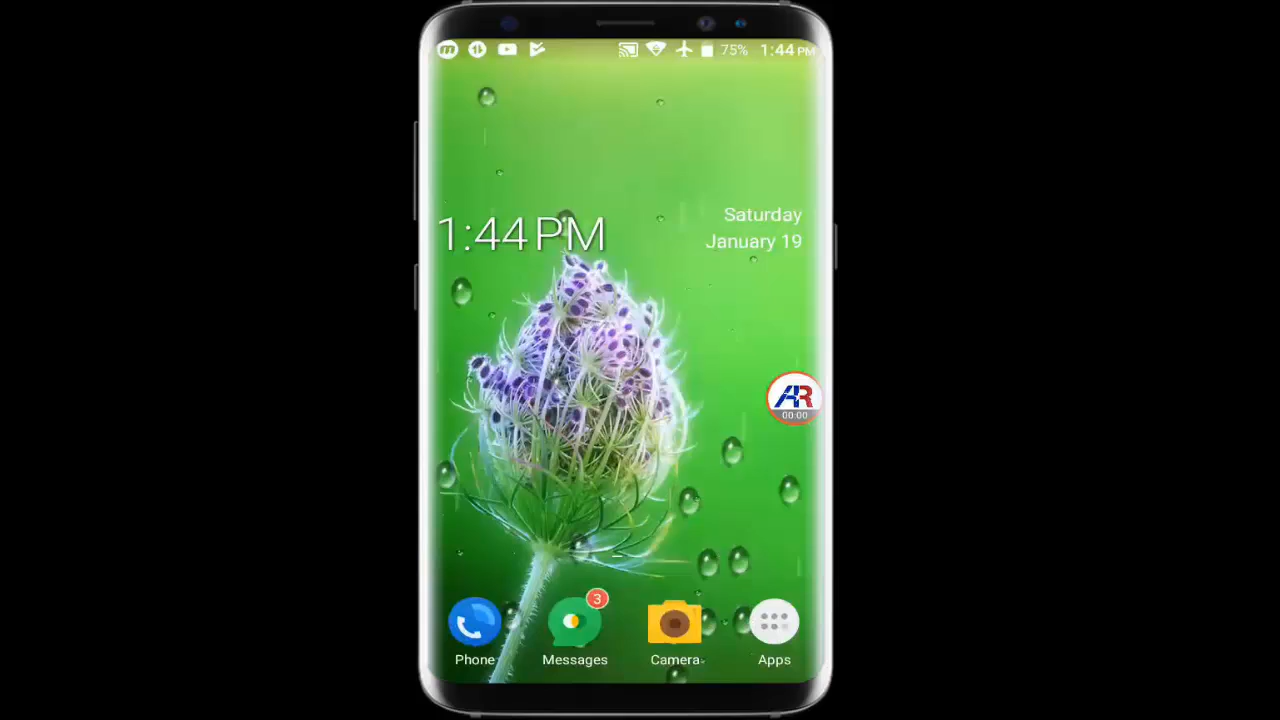 75% 1:44 PM
1:44 PM
Saturday
January 19
AR
00:00
3
Phone
Messages
Camera
Apps